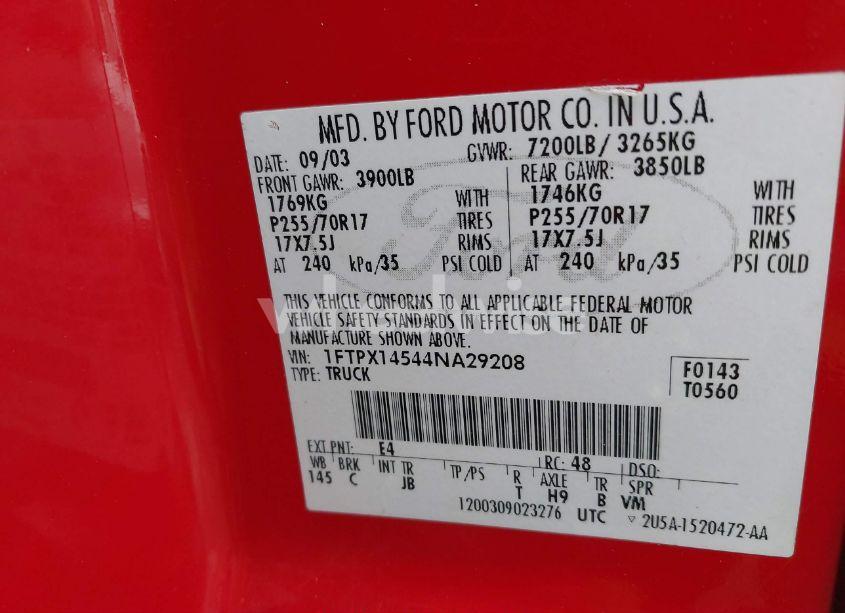 MFD. BY FORD MOTOR CO. IN U.S.A.
DATE: 09/03 GVWR: 7200LB/ 3265KG
FRONT GAWR: 3900LB REAR GAWR: 3850LB
1769KG WITH 1746KG WITH
P255/70R17 TIRES P255/70R17 TIRES
17X7.5J RIMS 17X7.5J RIMS
AT 240 kPa/35 PSI COLD AT 240 kPa/35 PSI COLD
Ford
THIS VEHICLE CONFORMS TO ALL APPLICABLE FEDERAL MOTOR
VEHICLE SAFETY STANDARDS IN EFFECT ON THE DATE OF
MANUFACTURE SHOWN ABOVE.
VIN: 1FTPX14544NA29208 F0143
TYPE: TRUCK T0560
EXT PNT: E4 RC: 48 DSO:
WB BRK INT TR TP/PS R AXLE TR SPR
145 C JB T H9 B VM
1200309023276 UTC ▽ 2U5A-1520472-AA